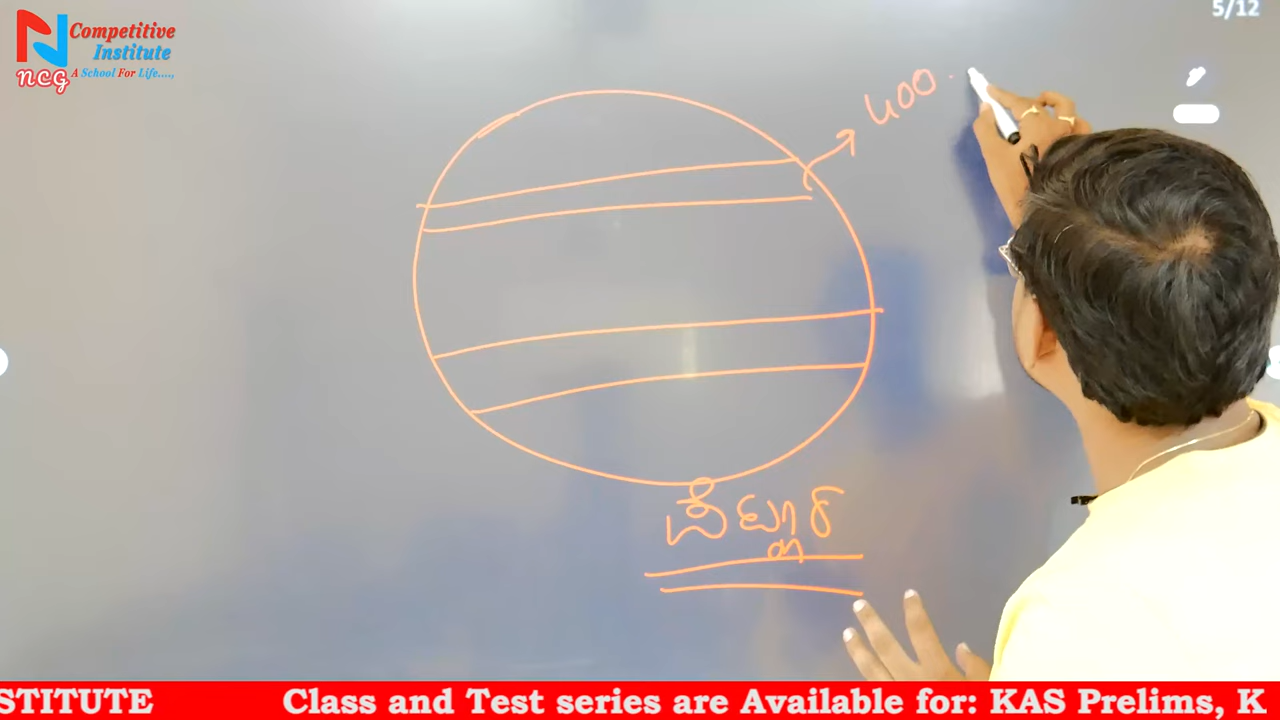 5/12
N Competitive
Institute
NCG A School For Life....,
400
STITUTE Class and Test series are Available for: KAS Prelims, K